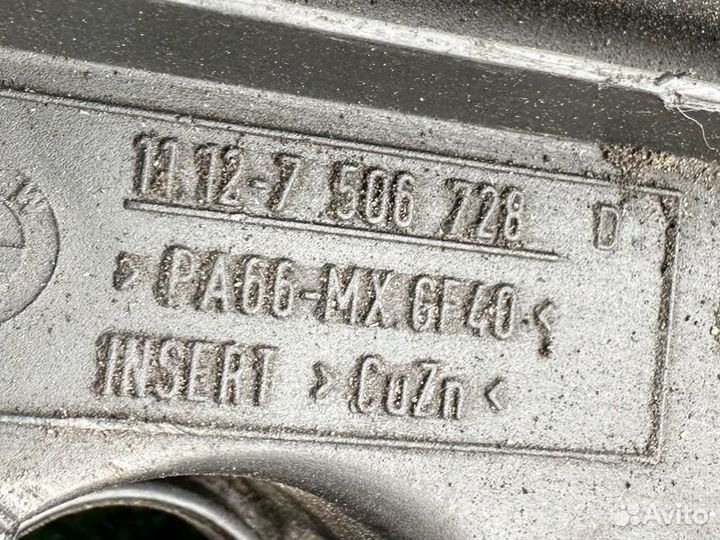 11.12-7 506 728 D
>PA66-MX.GF40.<
INSERT >CuZn<
Avito